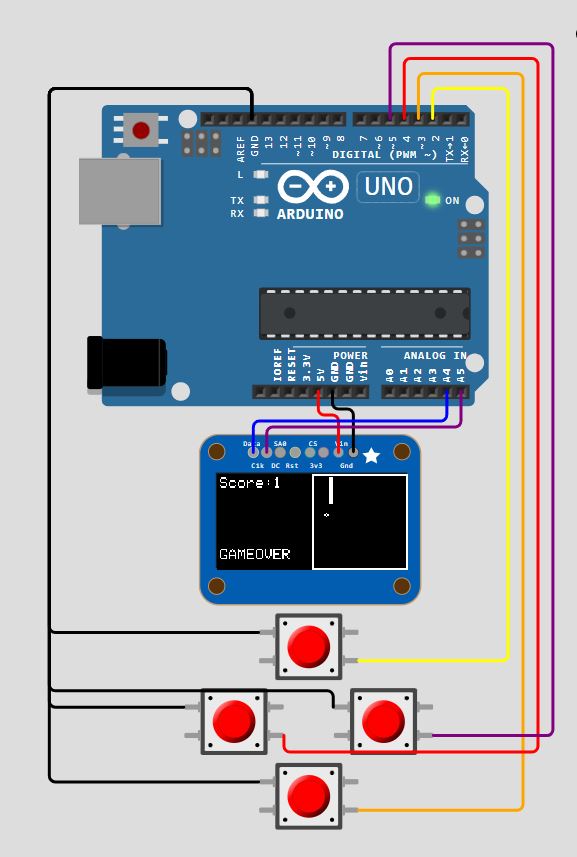 AREF
GND
13
12
~11
~10
~9
8
7
~6
~5
4
~3
2
TX→1
RX←0
DIGITAL (PWM ~)
L
TX
RX
UNO
ON
ARDUINO
IOREF
RESET
3.3V
5V
GND
GND
Vin
POWER
ANALOG IN
A0
A1
A2
A3
A4
A5
Data SA0 CS Vin
Clk DC Rst 3v3 Gnd
Score:1
GAMEOVER